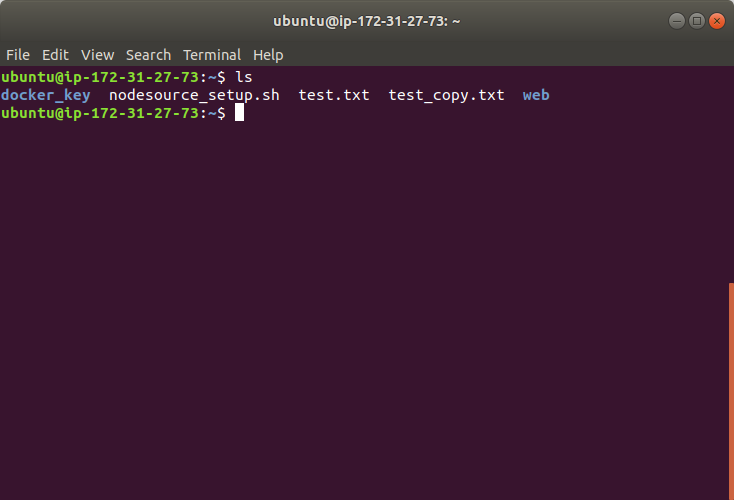 ubuntu@ip-172-31-27-73: ~
File Edit View Search Terminal Help
ubuntu@ip-172-31-27-73:~$ ls
docker_key  nodesource_setup.sh  test.txt  test_copy.txt  web
ubuntu@ip-172-31-27-73:~$